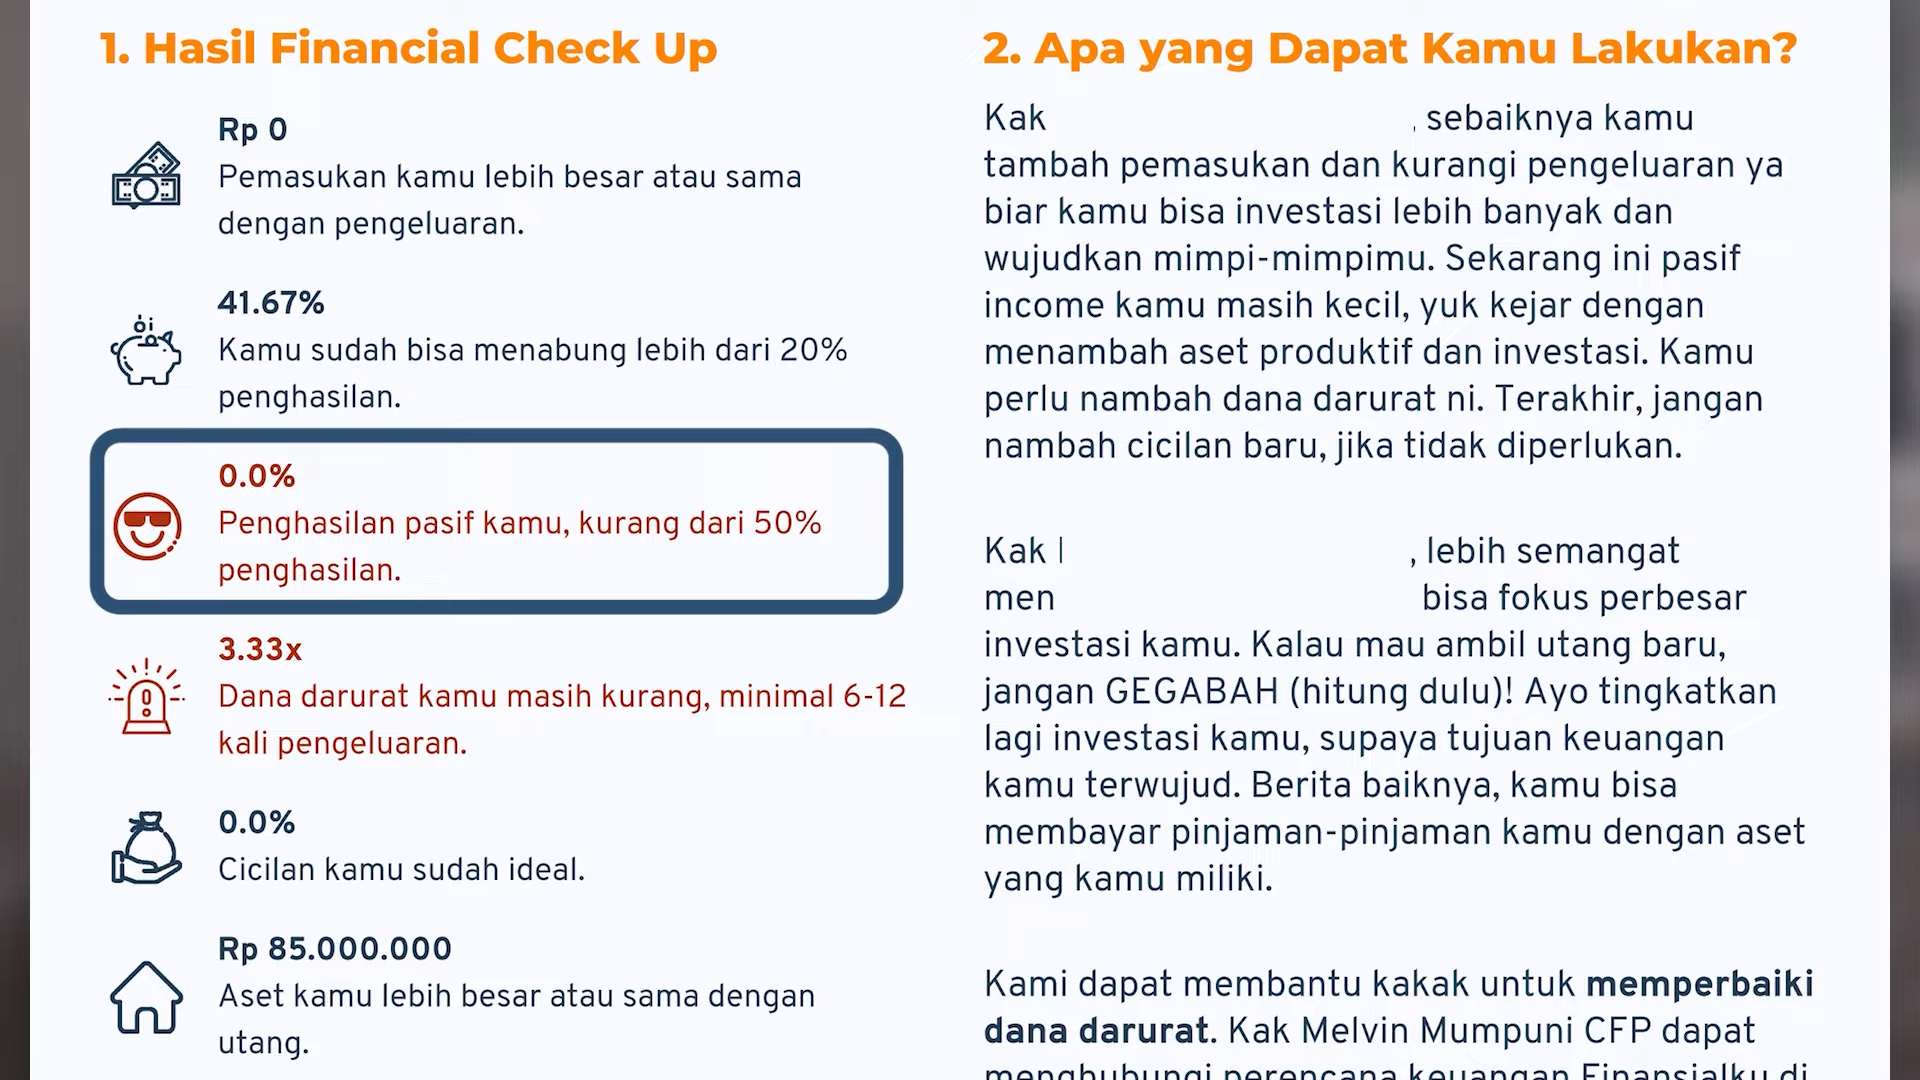 1. Hasil Financial Check Up
Rp 0
Pemasukan kamu lebih besar atau sama
dengan pengeluaran.
41.67%
Kamu sudah bisa menabung lebih dari 20%
penghasilan.
0.0%
Penghasilan pasif kamu, kurang dari 50%
penghasilan.
3.33x
Dana darurat kamu masih kurang, minimal 6-12
kali pengeluaran.
0.0%
Cicilan kamu sudah ideal.
Rp 85.000.000
Aset kamu lebih besar atau sama dengan
utang.
2. Apa yang Dapat Kamu Lakukan?
Kak , sebaiknya kamu
tambah pemasukan dan kurangi pengeluaran ya
biar kamu bisa investasi lebih banyak dan
wujudkan mimpi-mimpimu. Sekarang ini pasif
income kamu masih kecil, yuk kejar dengan
menambah aset produktif dan investasi. Kamu
perlu nambah dana darurat ni. Terakhir, jangan
nambah cicilan baru, jika tidak diperlukan.
Kak , lebih semangat
men bisa fokus perbesar
investasi kamu. Kalau mau ambil utang baru,
jangan GEGABAH (hitung dulu)! Ayo tingkatkan
lagi investasi kamu, supaya tujuan keuangan
kamu terwujud. Berita baiknya, kamu bisa
membayar pinjaman-pinjaman kamu dengan aset
yang kamu miliki.
Kami dapat membantu kakak untuk memperbaiki
dana darurat. Kak Melvin Mumpuni CFP dapat
menghubungi perencana keuangan Finansialku di